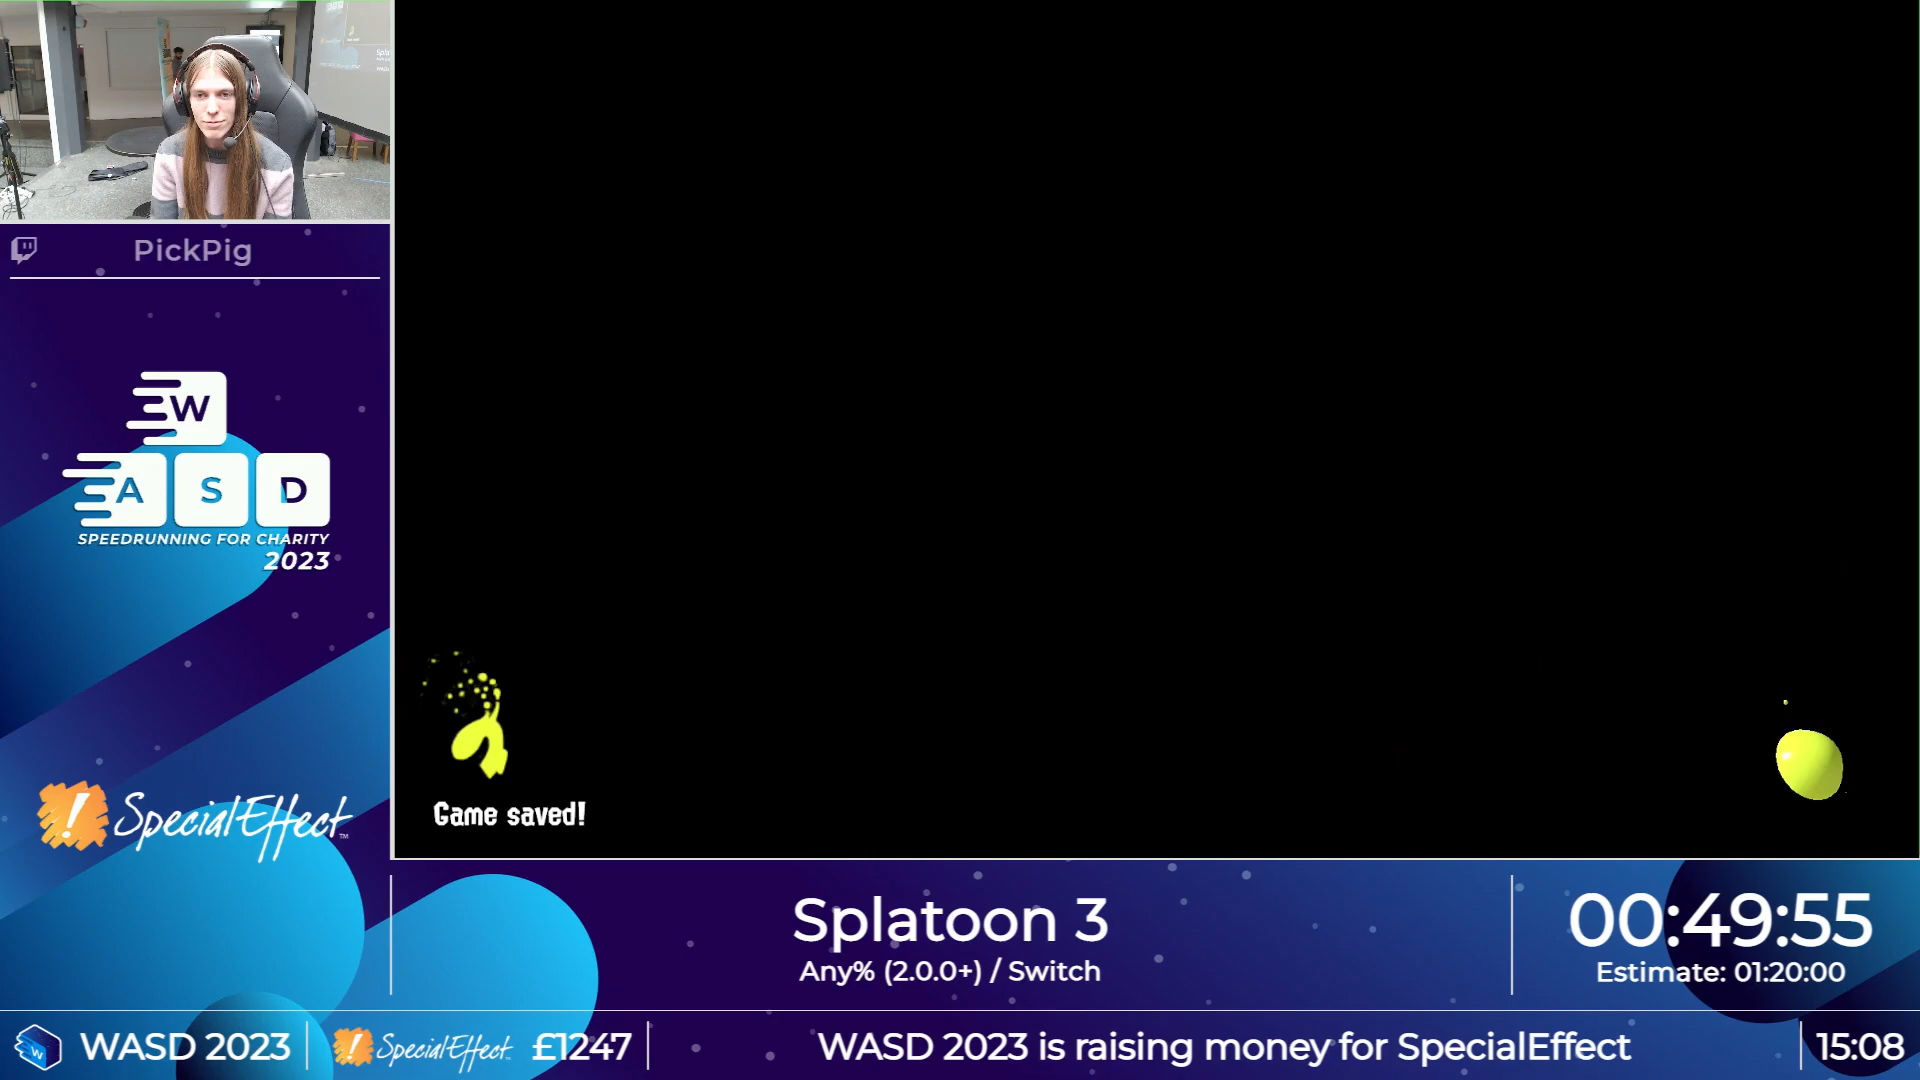 PickPig
W
A S D
SPEEDRUNNING FOR CHARITY
2023
! SpecialEffect™
Game saved!
Splatoon 3
Any% (2.0.0+) / Switch
00:49:55
Estimate: 01:20:00
W WASD 2023
! SpecialEffect £1247
WASD 2023 is raising money for SpecialEffect
15:08